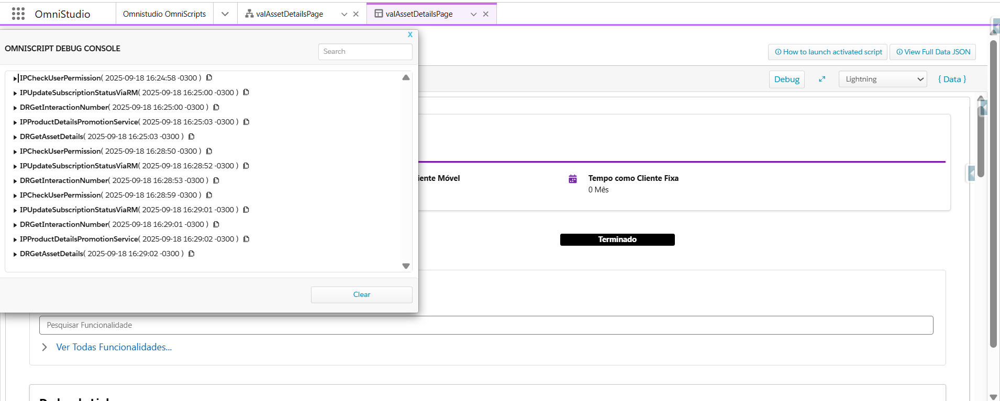 OmniStudio
Omnistudio OmniScripts
valAssetDetailsPage
valAssetDetailsPage
X
OMNISCRIPT DEBUG CONSOLE
Search
How to launch activated script
View Full Data JSON
Debug
Lightning
{ Data }
IPCheckUserPermission( 2025-09-18 16:24:58 -0300 )
IPUpdateSubscriptionStatusViaRM( 2025-09-18 16:25:00 -0300 )
DRGetInteractionNumber( 2025-09-18 16:25:00 -0300 )
IPProductDetailsPromotionService( 2025-09-18 16:25:03 -0300 )
DRGetAssetDetails( 2025-09-18 16:25:03 -0300 )
IPCheckUserPermission( 2025-09-18 16:28:50 -0300 )
IPUpdateSubscriptionStatusViaRM( 2025-09-18 16:28:52 -0300 )
DRGetInteractionNumber( 2025-09-18 16:28:53 -0300 )
IPCheckUserPermission( 2025-09-18 16:28:59 -0300 )
IPUpdateSubscriptionStatusViaRM( 2025-09-18 16:29:01 -0300 )
DRGetInteractionNumber( 2025-09-18 16:29:01 -0300 )
IPProductDetailsPromotionService( 2025-09-18 16:29:02 -0300 )
DRGetAssetDetails( 2025-09-18 16:29:02 -0300 )
Clear
iente Móvel
Tempo como Cliente Fixa
0 Mês
Terminado
Pesquisar Funcionalidade
Ver Todas Funcionalidades...